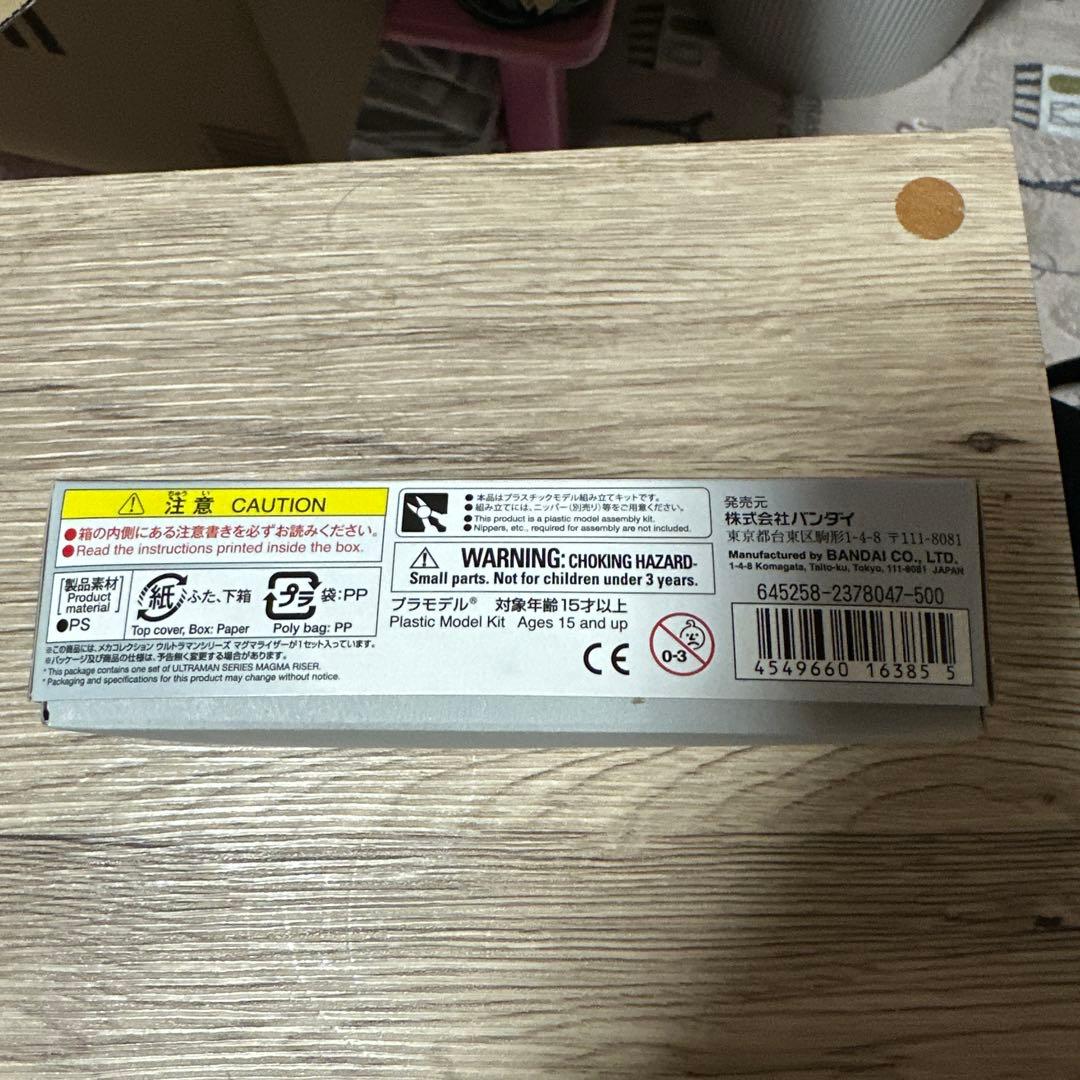 注意 CAUTION
ちゅう い
●箱の内側にある注意書きを必ずお読みください。
●Read the instructions printed inside the box.
製品素材
Product
material
●PS
紙
ふた、下箱
Top cover, Box: Paper
プラ
袋:PP
Poly bag: PP
※この商品には、メカコレクション ウルトラマンシリーズ マグマライザーが1セット入っています。
※パッケージ及び商品の仕様は、予告無く変更する場合があります。
* This package contains one set of ULTRAMAN SERIES MAGMA RISER.
* Packaging and specifications for this product may change without notice.
●本品はプラスチックモデル組み立てキットです。
●組み立てには、ニッパー(別売り)等をご用意ください。
●This product is a plastic model assembly kit.
●Nippers, etc., required for assembly are not included.
WARNING: CHOKING HAZARD-
Small parts. Not for children under 3 years.
プラモデル® 対象年齢15才以上
Plastic Model Kit Ages 15 and up
CE
0-3
発売元
株式会社バンダイ
東京都台東区駒形1-4-8 〒111-8081
Manufactured by BANDAI CO., LTD.
1-4-8 Komagata, Taito-ku, Tokyo, 111-8081 JAPAN
645258-2378047-500
4549660 16385 5